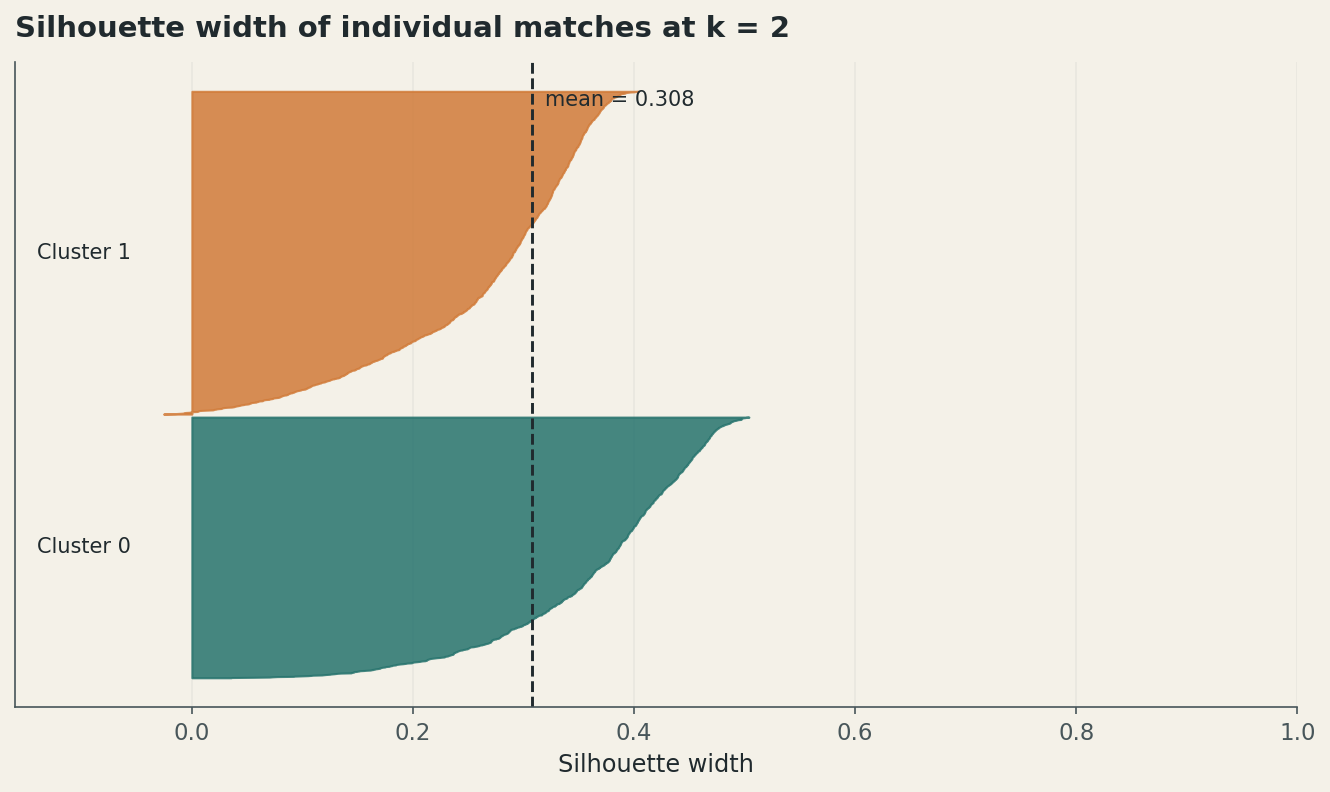 Silhouette width of individual matches at k = 2
mean = 0.308
Cluster 1
Cluster 0
0.0 0.2 0.4 0.6 0.8 1.0
Silhouette width